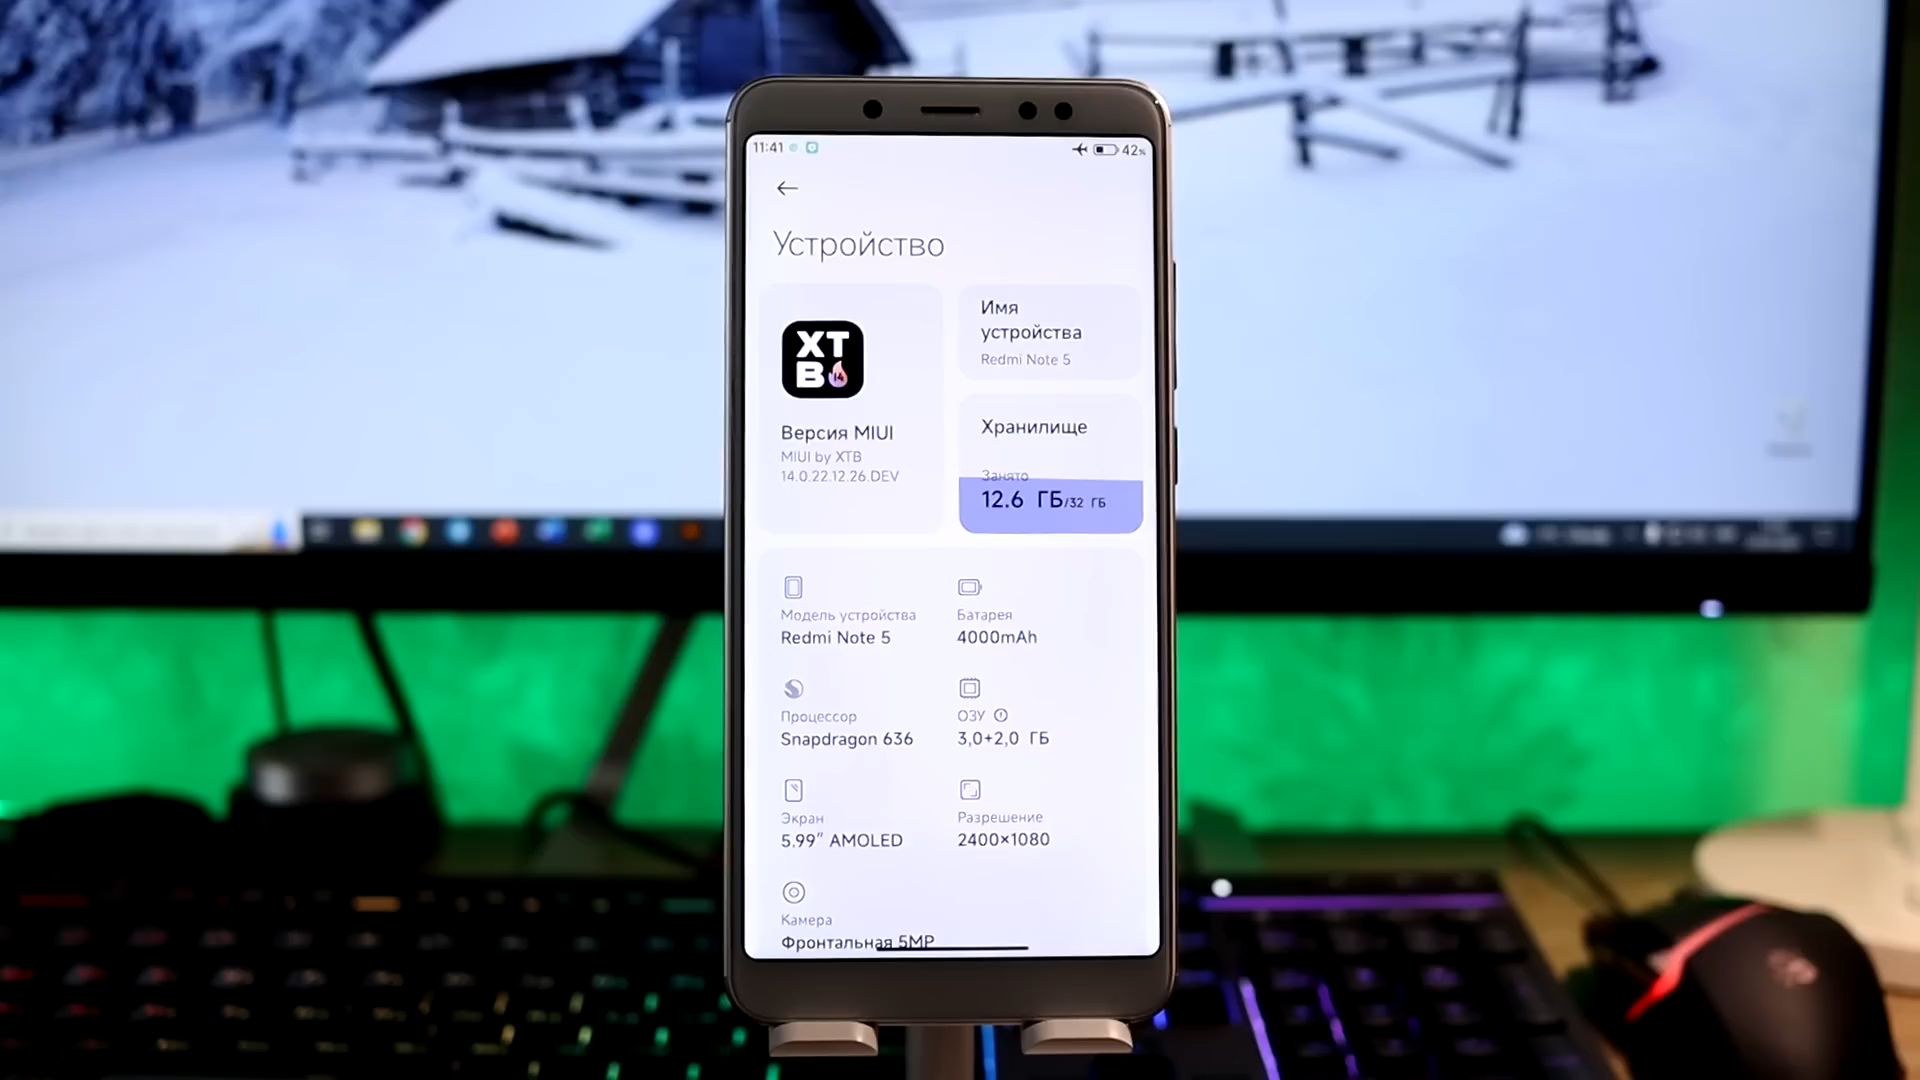 11:41
42%
Устройство
XT
B 14
Версия MIUI
MIUI by XTB
14.0.22.12.26.DEV
Имя
устройства
Redmi Note 5
Хранилище
Занято
12.6 ГБ/32 ГБ
Модель устройства
Redmi Note 5
Батарея
4000mAh
Процессор
Snapdragon 636
ОЗУ
3,0+2,0 ГБ
Экран
5.99″ AMOLED
Разрешение
2400×1080
Камера
Фронтальная 5MP